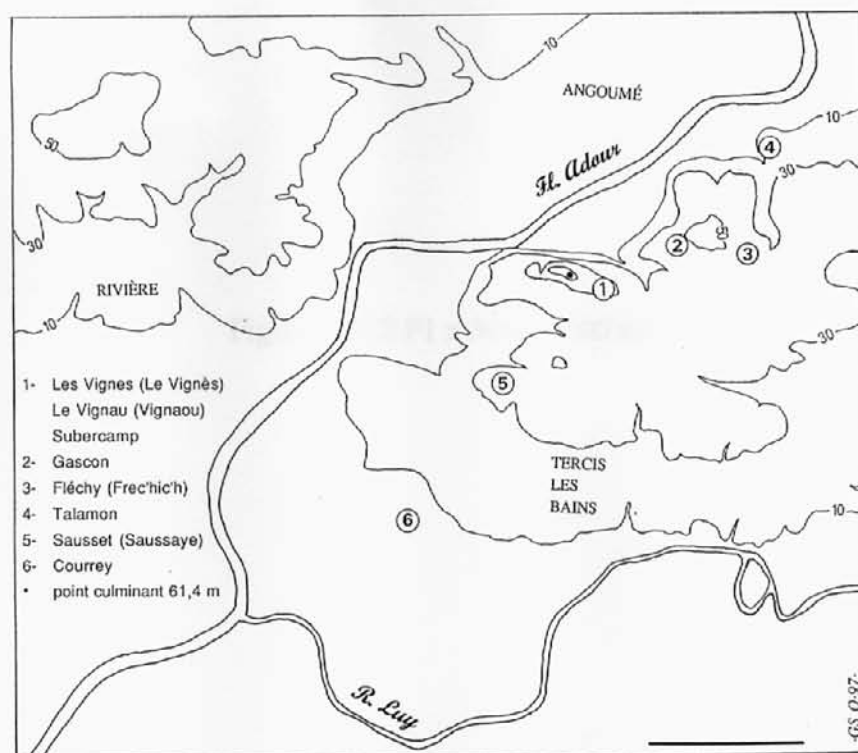 10
ANGOUMÉ
50
Fl. Adour
10
4
30
30
2
50
3
RIVIÈRE
1
10
30
1- Les Vignes (Le Vignès)
Le Vignau (Vignaou)
Subercamp
2- Gascon
3- Fléchy (Frec'hic'h)
4- Talamon
5- Sausset (Saussaye)
6- Courrey
• point culminant 61,4 m
5
TERCIS
LES
BAINS
6
10
R. Luy